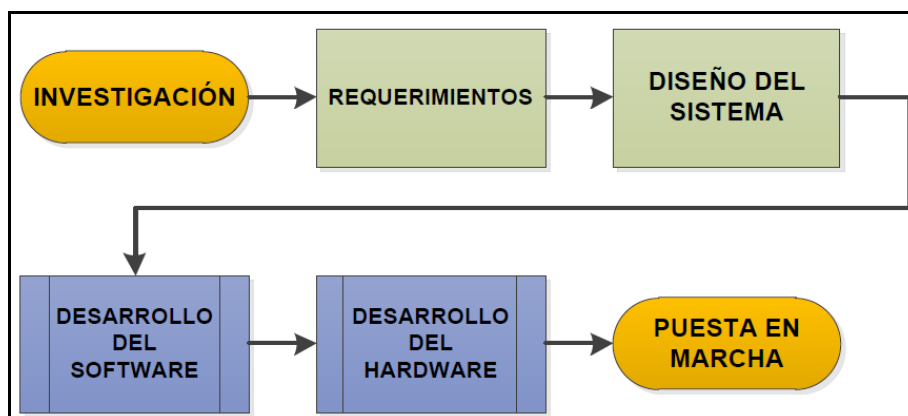 INVESTIGACIÓN
REQUERIMIENTOS
DISEÑO DEL
SISTEMA
DESARROLLO
DEL
SOFTWARE
DESARROLLO
DEL
HARDWARE
PUESTA EN
MARCHA